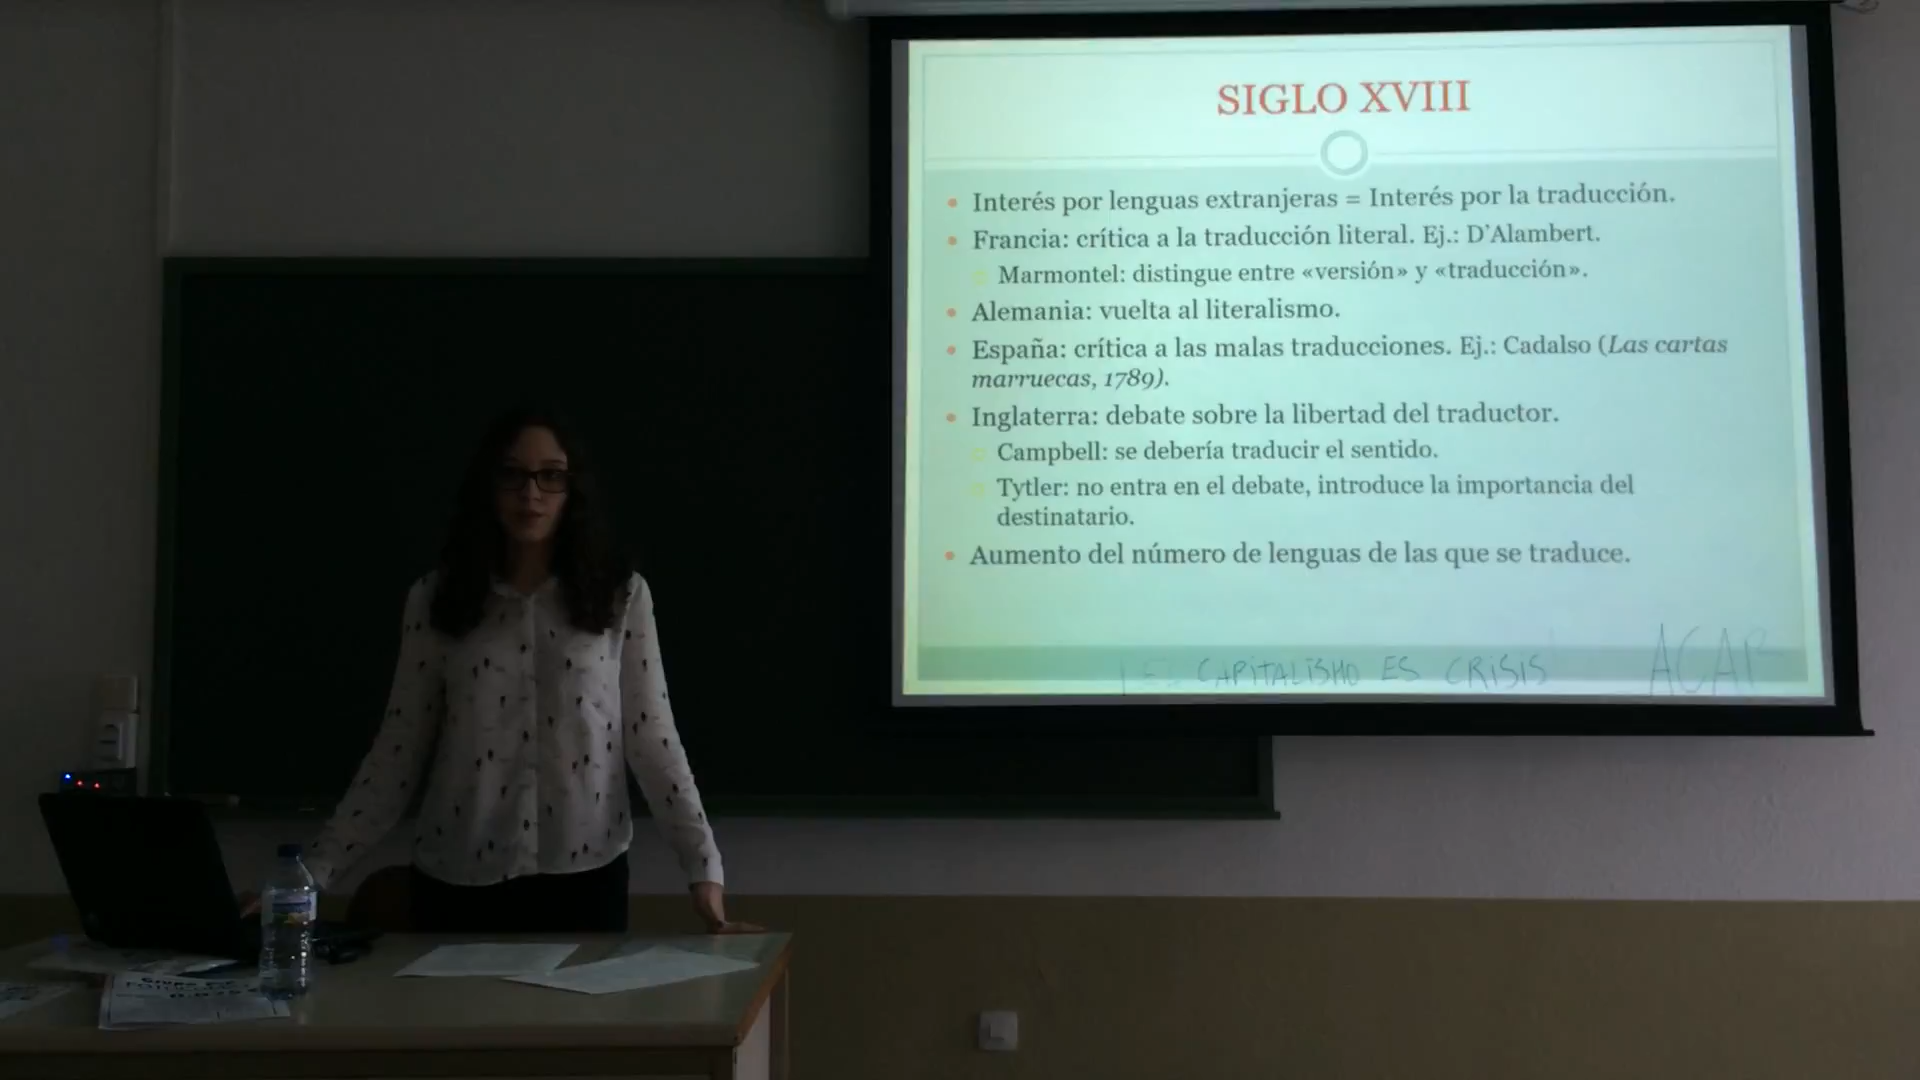 SIGLO XVIII
Interés por lenguas extranjeras = Interés por la traducción.
Francia: crítica a la traducción literal. Ej.: D'Alambert.
Marmontel: distingue entre «versión» y «traducción».
Alemania: vuelta al literalismo.
España: crítica a las malas traducciones. Ej.: Cadalso (Las cartas
marruecas, 1789).
Inglaterra: debate sobre la libertad del traductor.
Campbell: se debería traducir el sentido.
Tytler: no entra en el debate, introduce la importancia del
destinatario.
Aumento del número de lenguas de las que se traduce.
CAPITALISMO ES CRISIS